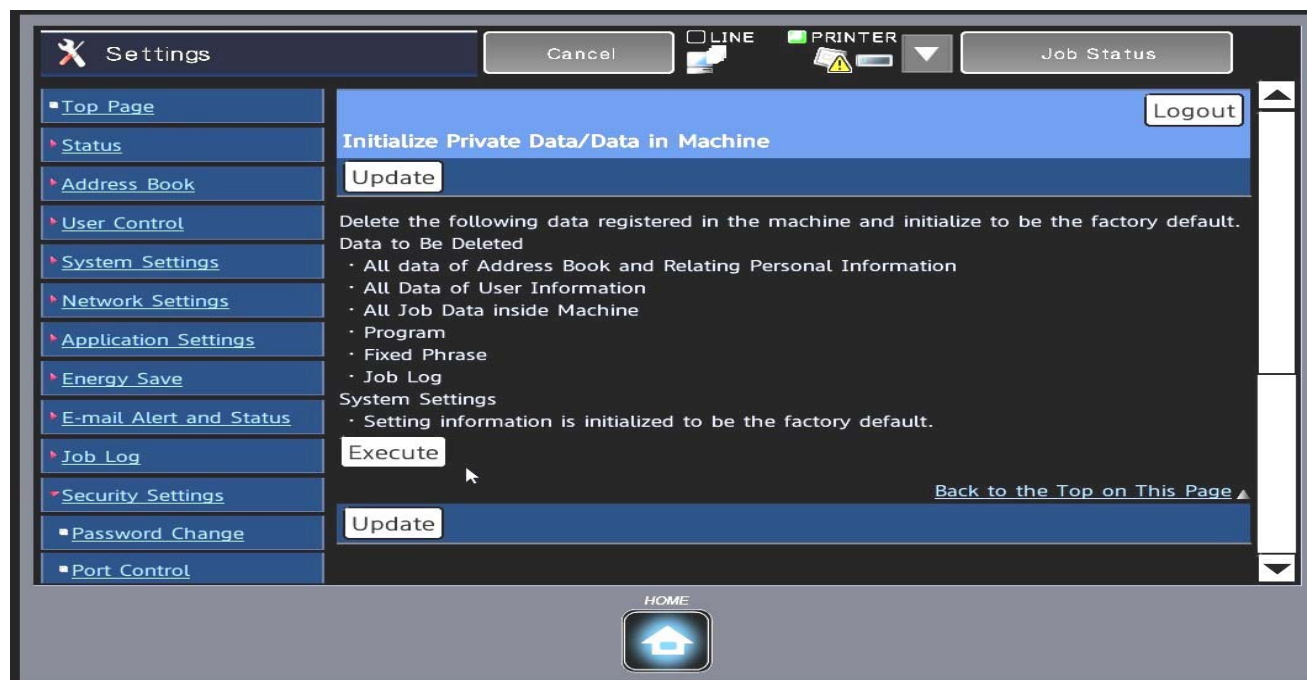 Settings
Cancel
LINE
PRINTER
Job Status
Top Page
Status
Address Book
User Control
System Settings
Network Settings
Application Settings
Energy Save
E-mail Alert and Status
Job Log
Security Settings
Password Change
Port Control
Logout
Initialize Private Data/Data in Machine
Update
Delete the following data registered in the machine and initialize to be the factory default.
Data to Be Deleted
・All data of Address Book and Relating Personal Information
・All Data of User Information
・All Job Data inside Machine
・Program
・Fixed Phrase
・Job Log
System Settings
・Setting information is initialized to be the factory default.
Execute
Back to the Top on This Page
Update
HOME